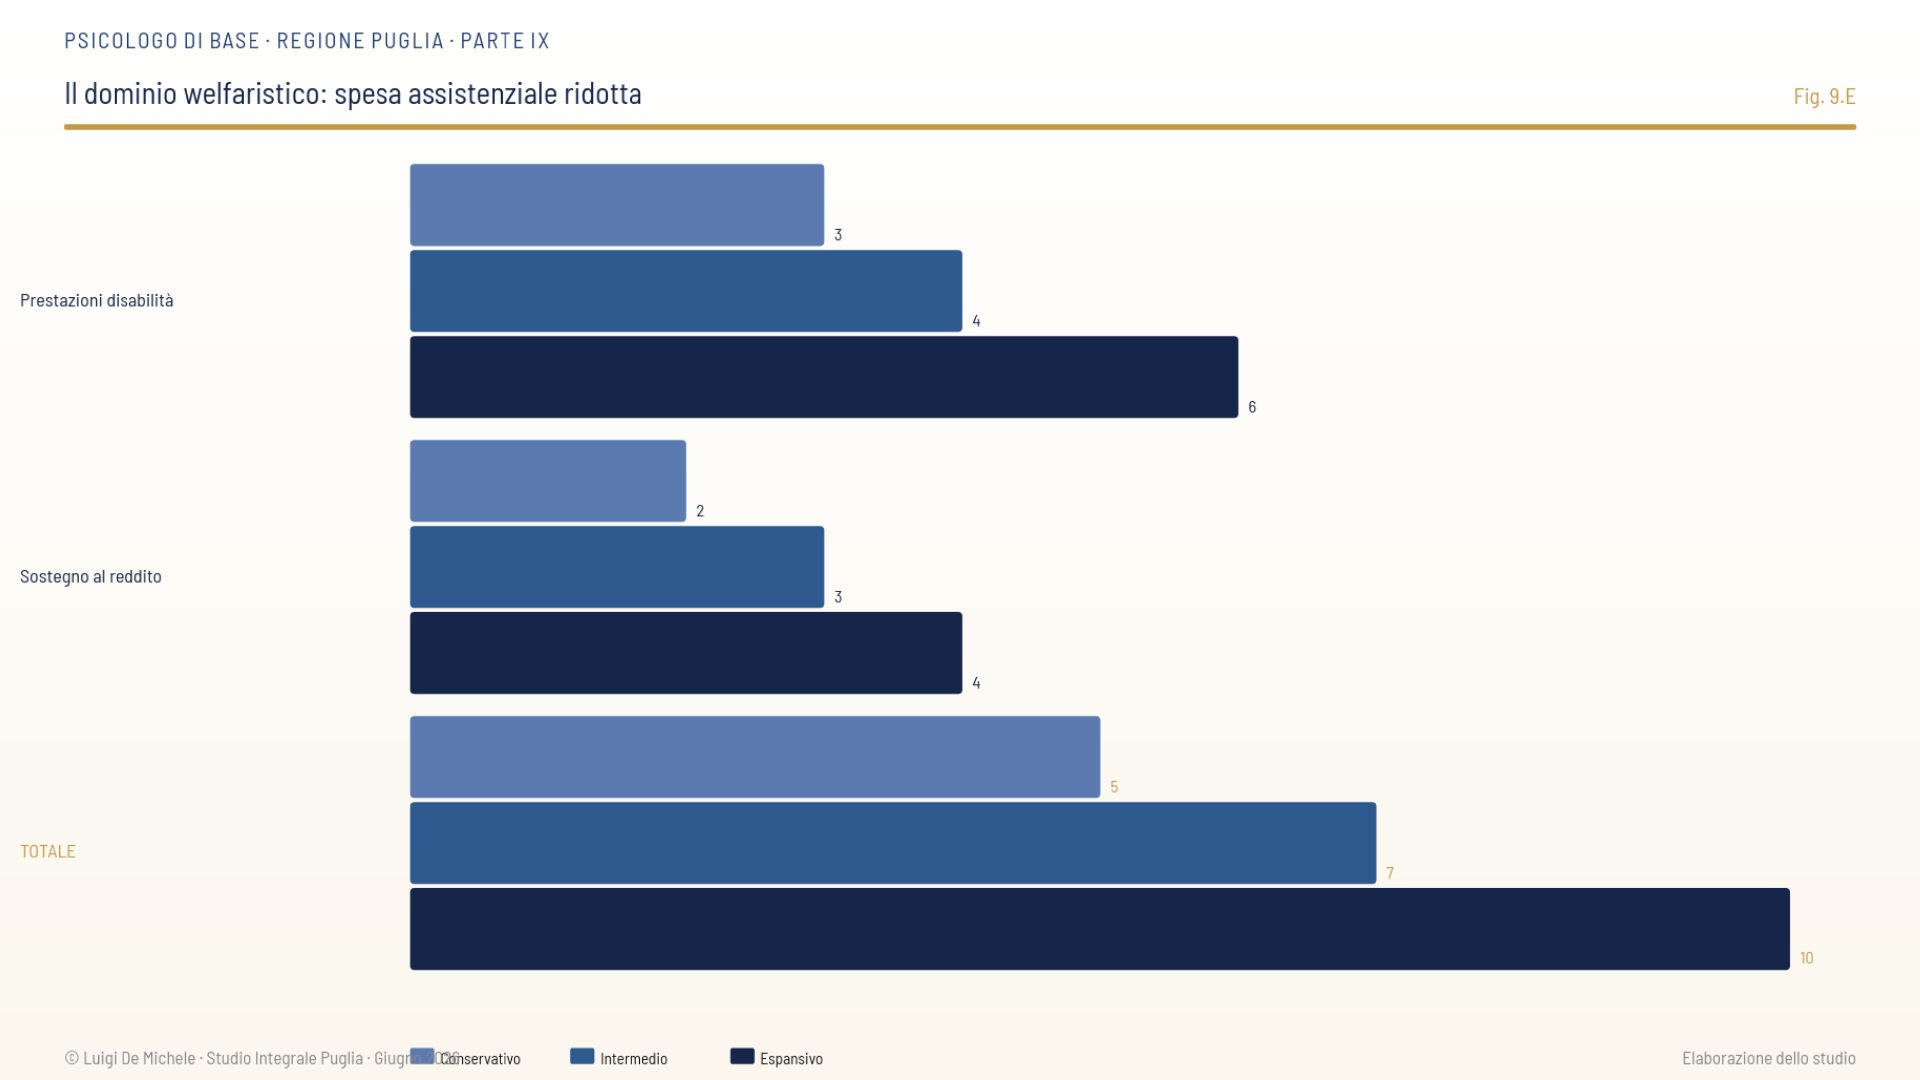 PSICOLOGO DI BASE · REGIONE PUGLIA · PARTE IX
Il dominio welfaristico: spesa assistenziale ridotta
Fig. 9.E
3
Prestazioni disabilità
4
6
2
Sostegno al reddito
3
4
5
TOTALE
7
10
© Luigi De Michele · Studio Integrale Puglia · Giugno
Conservativo
Intermedio
Espansivo
Elaborazione dello studio